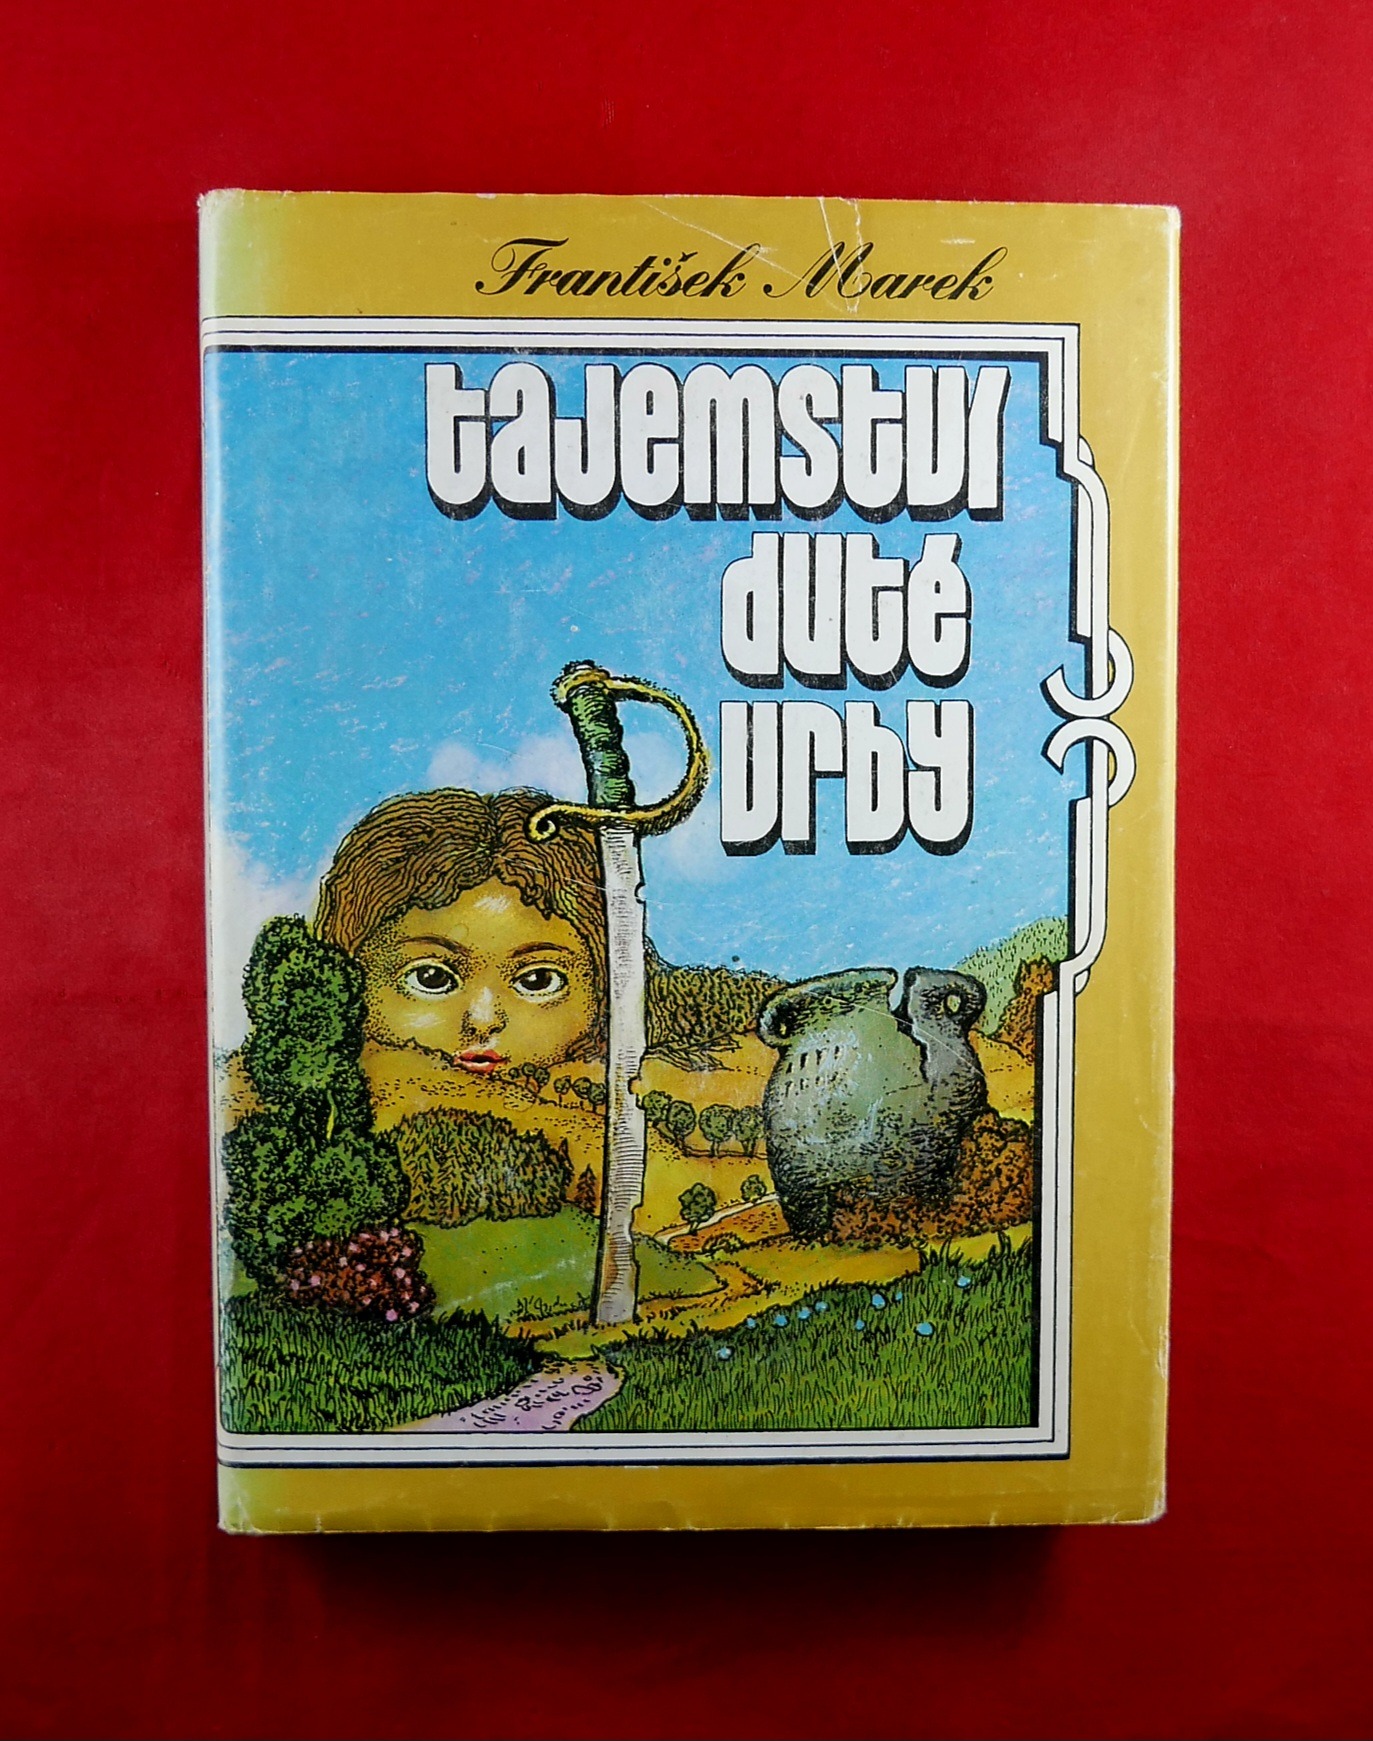 František Marek
tajemství
duté
vrby